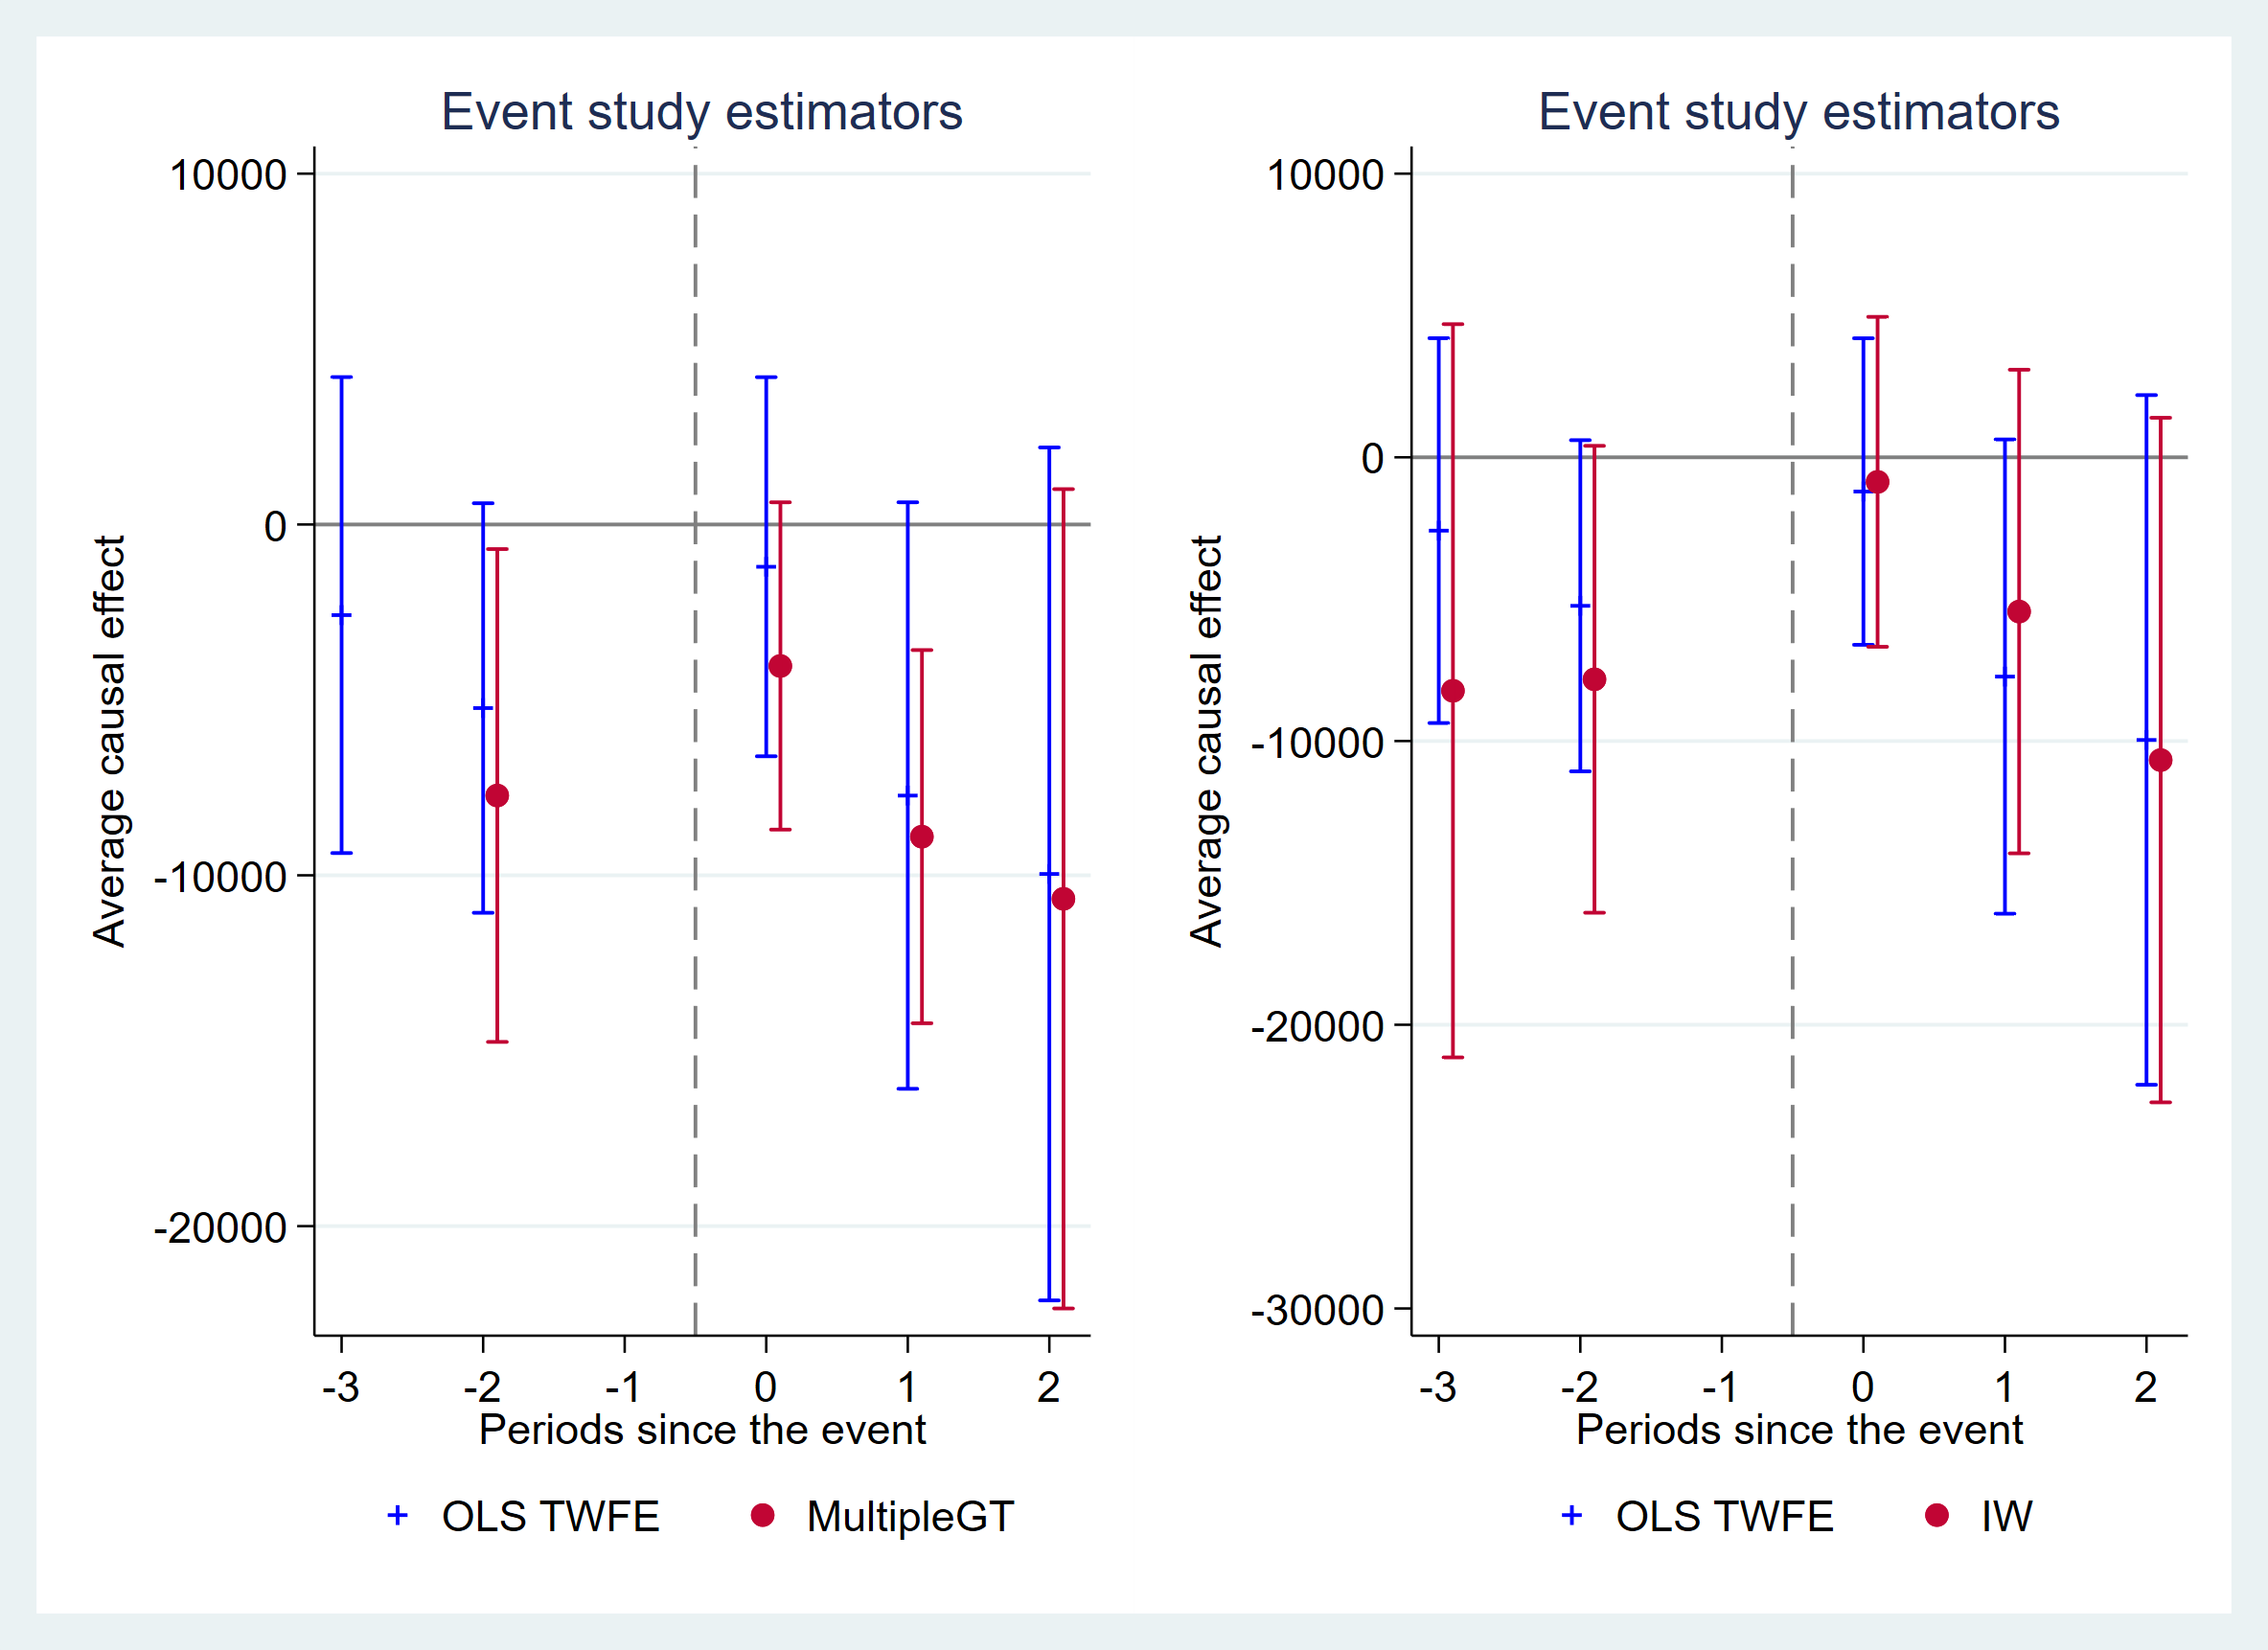 Event study estimators
10000
0
-10000
-20000
Average causal effect
-3 -2 -1 0 1 2
Periods since the event
OLS TWFE MultipleGT
Event study estimators
10000
0
-10000
-20000
-30000
Average causal effect
-3 -2 -1 0 1 2
Periods since the event
OLS TWFE IW